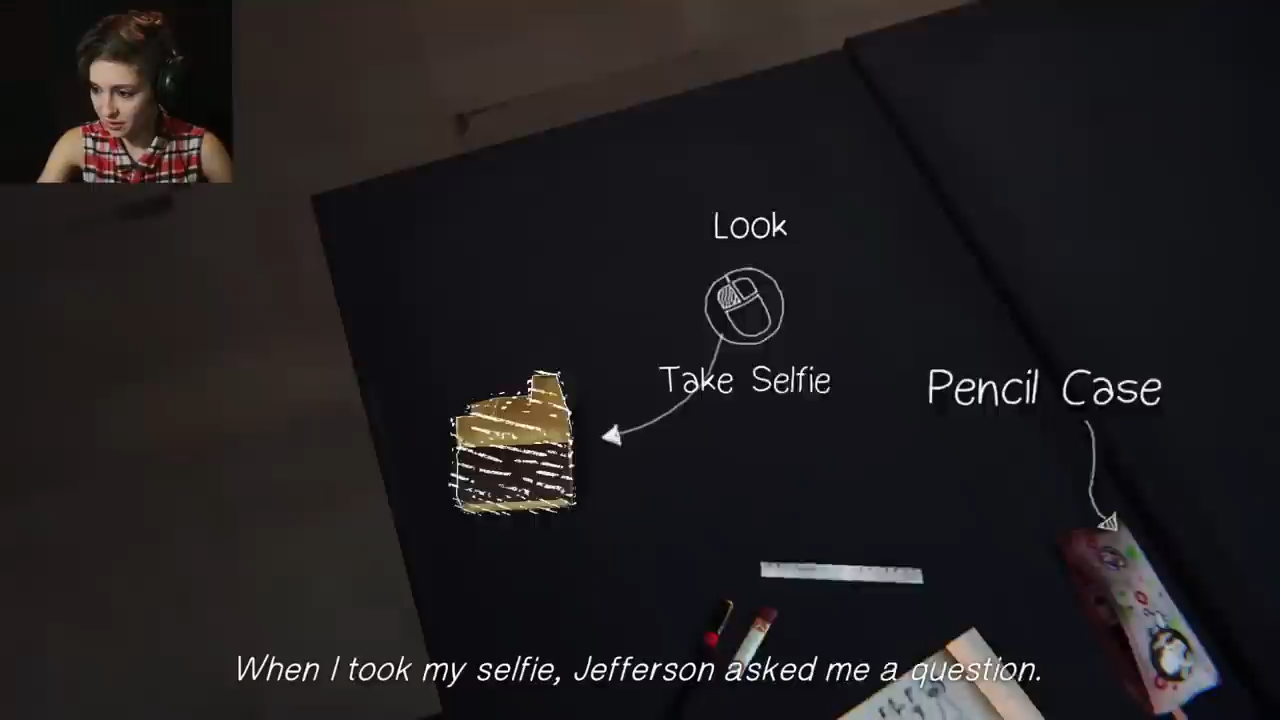 Look
Take Selfie
Pencil Case
When I took my selfie, Jefferson asked me a question.